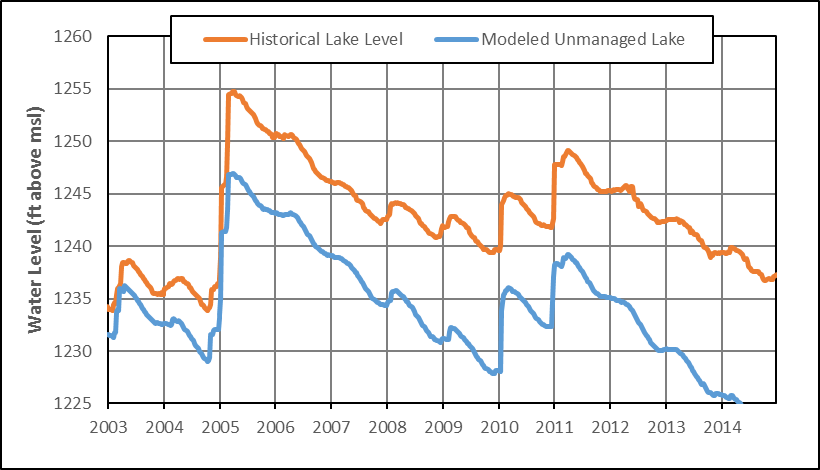 Historical Lake Level
Modeled Unmanaged Lake
Water Level (ft above msl)
1260
1255
1250
1245
1240
1235
1230
1225
2003 2004 2005 2006 2007 2008 2009 2010 2011 2012 2013 2014